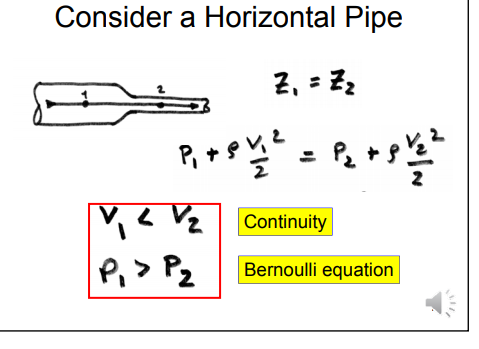 Consider a Horizontal Pipe
1 2
Z₁ = Z₂
P₁ + ρ V₁²/2 = P₂ + ρ V₂²/2
V₁ < V₂ Continuity
P₁ > P₂ Bernoulli equation